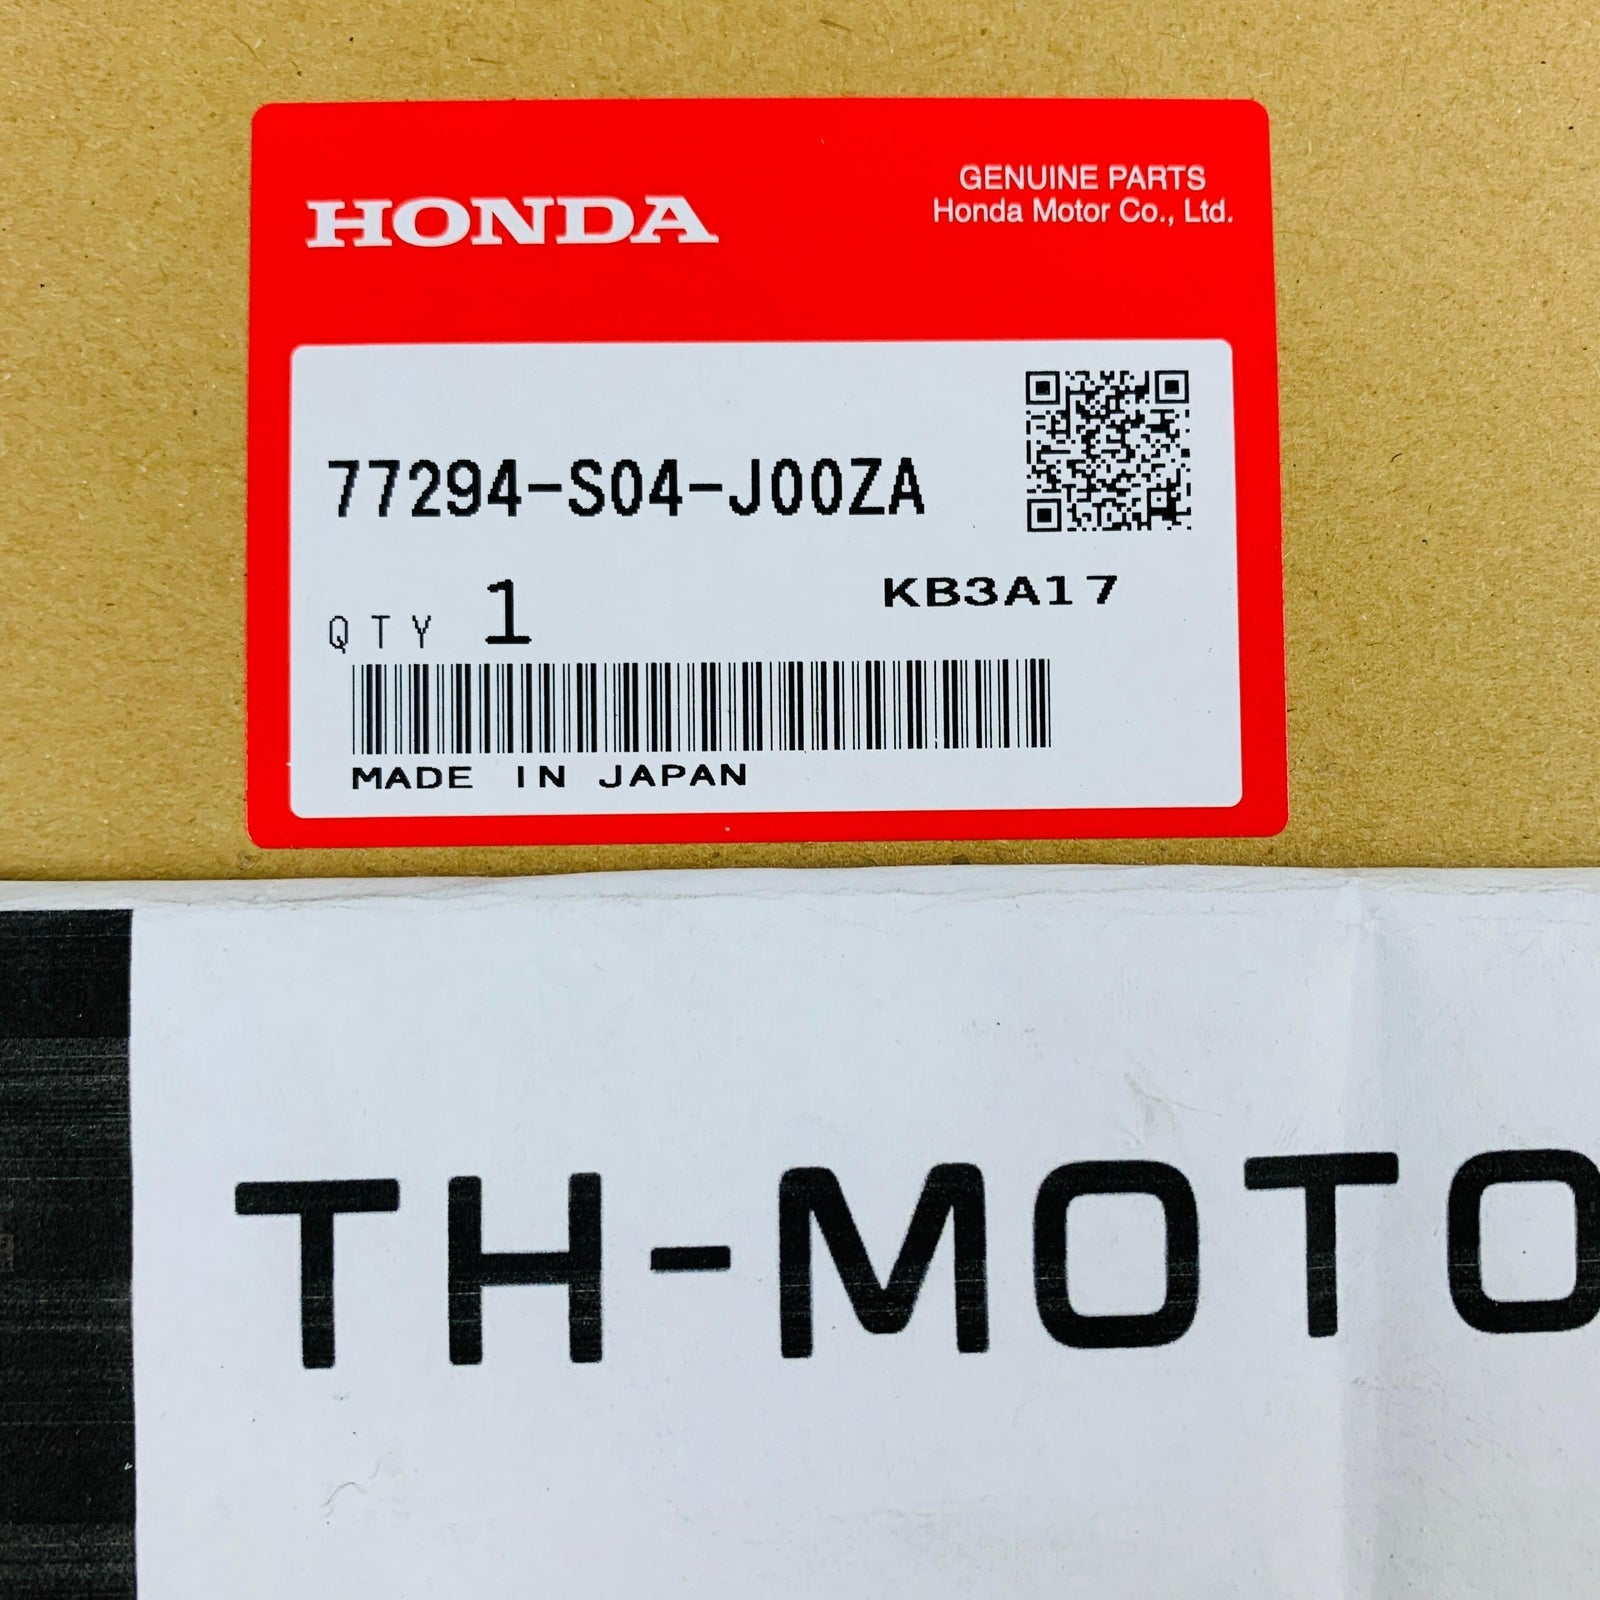 HONDA
GENUINE PARTS
Honda Motor Co., Ltd.
77294-S04-J00ZA
QTY 1
KB3A17
MADE IN JAPAN
TH-MOTO